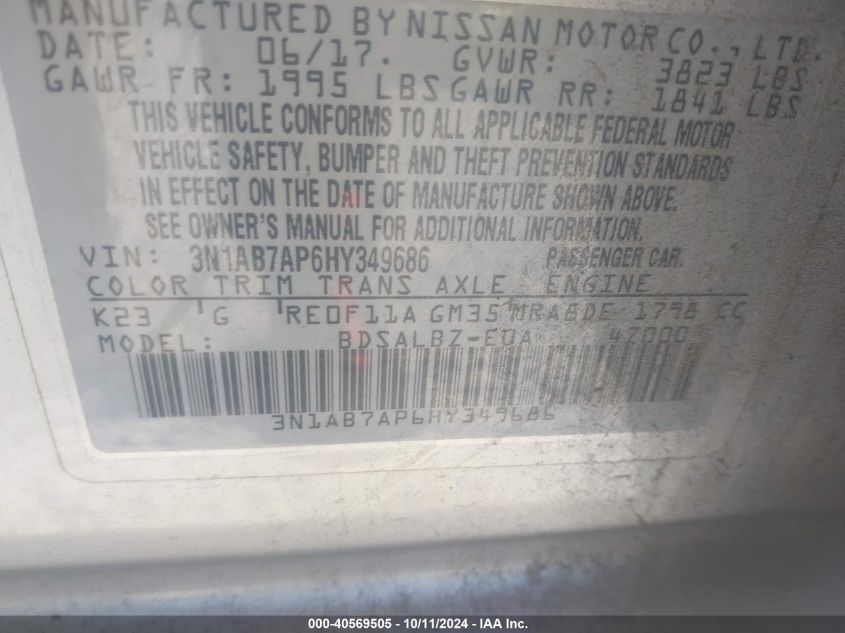 MANUFACTURED BY NISSAN MOTOR CO., LTD.
DATE: 06/17. GVWR: 3823 LBS
GAWR FR: 1995 LBS GAWR RR: 1841 LBS
THIS VEHICLE CONFORMS TO ALL APPLICABLE FEDERAL MOTOR
VEHICLE SAFETY, BUMPER AND THEFT PREVENTION STANDARDS
IN EFFECT ON THE DATE OF MANUFACTURE SHOWN ABOVE.
SEE OWNER'S MANUAL FOR ADDITIONAL INFORMATION.
VIN: 3N1AB7AP6HY349686 PASSENGER CAR.
COLOR TRIM TRANS AXLE ENGINE
K23 G RE0F11A GM35 MRA8DE 1798 CC
MODEL: BDSALBZ-EUA 42000
3N1AB7AP6HY349686
000-40569505 - 10/11/2024 - IAA Inc.